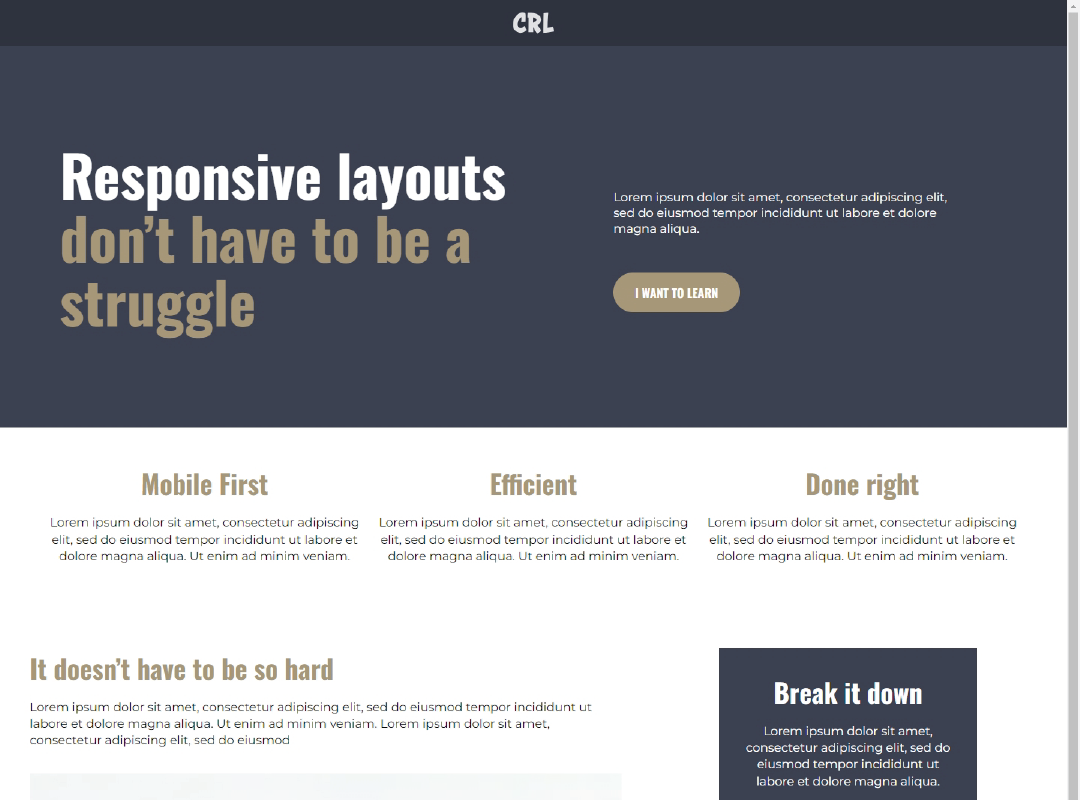 CRL
Responsive layouts
don’t have to be a
struggle
Lorem ipsum dolor sit amet, consectetur adipiscing elit,
sed do eiusmod tempor incididunt ut labore et dolore
magna aliqua.
I WANT TO LEARN
Mobile First
Lorem ipsum dolor sit amet, consectetur adipiscing
elit, sed do eiusmod tempor incididunt ut labore et
dolore magna aliqua. Ut enim ad minim veniam.
Efficient
Lorem ipsum dolor sit amet, consectetur adipiscing
elit, sed do eiusmod tempor incididunt ut labore et
dolore magna aliqua. Ut enim ad minim veniam.
Done right
Lorem ipsum dolor sit amet, consectetur adipiscing
elit, sed do eiusmod tempor incididunt ut labore et
dolore magna aliqua. Ut enim ad minim veniam.
It doesn’t have to be so hard
Lorem ipsum dolor sit amet, consectetur adipiscing elit, sed do eiusmod tempor incididunt ut
labore et dolore magna aliqua. Ut enim ad minim veniam. Lorem ipsum dolor sit amet,
consectetur adipiscing elit, sed do eiusmod
Break it down
Lorem ipsum dolor sit amet,
consectetur adipiscing elit, sed do
eiusmod tempor incididunt ut
labore et dolore magna aliqua.